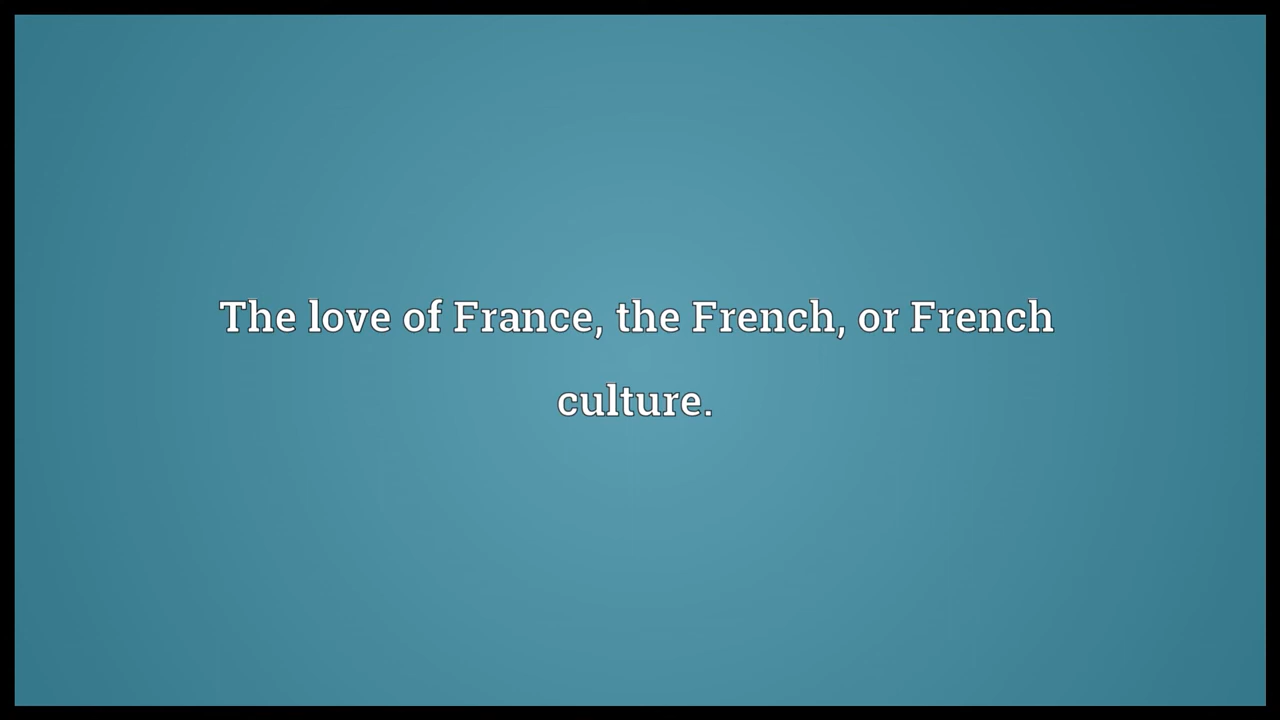 The love of France, the French, or French
culture.